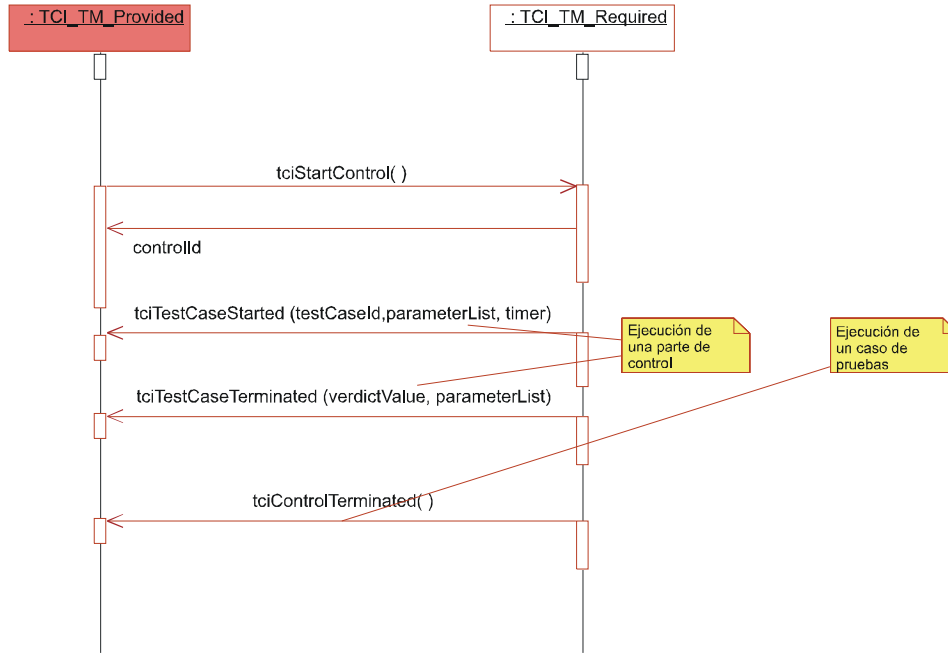 : TCI_TM_Provided
: TCI_TM_Required
tciStartControl( )
controlId
tciTestCaseStarted (testCaseId,parameterList, timer)
Ejecución de
una parte de
control
Ejecución de
un caso de
pruebas
tciTestCaseTerminated (verdictValue, parameterList)
tciControlTerminated( )